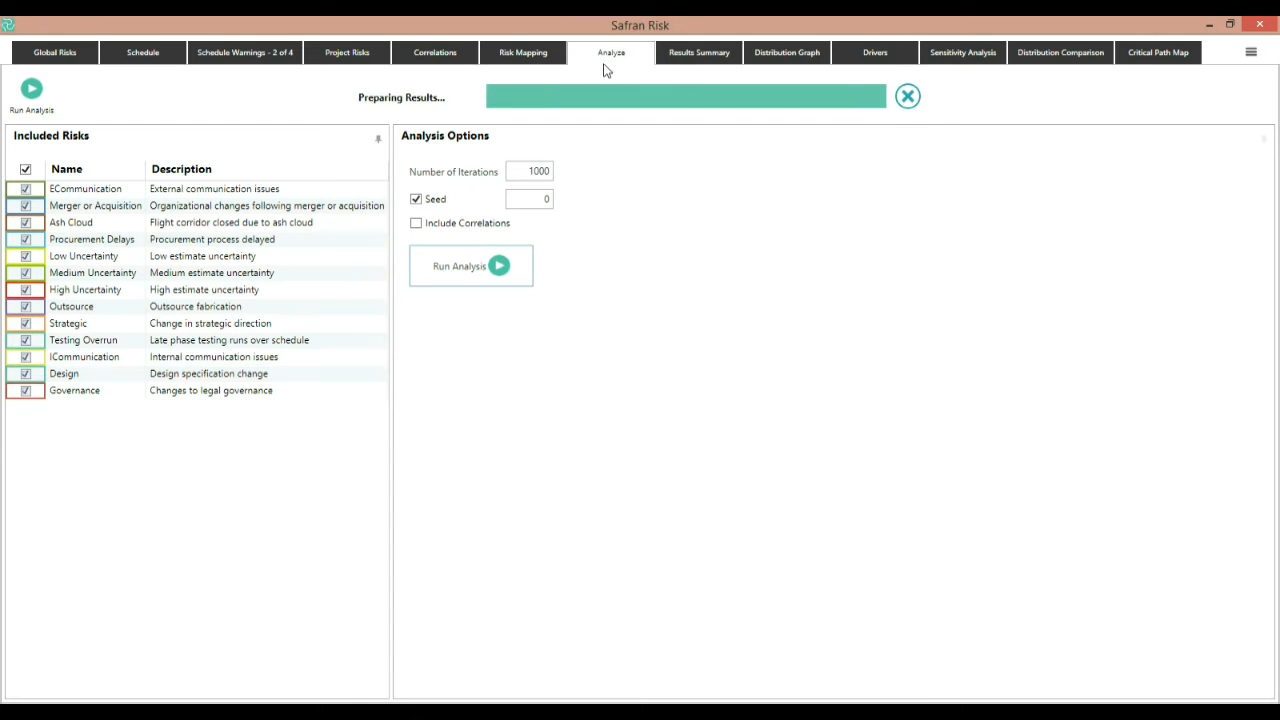 Safran Risk
Global Risks Schedule Schedule Warnings - 2 of 4 Project Risks Correlations Risk Mapping Analyze Results Summary Distribution Graph Drivers Sensitivity Analysis Distribution Comparison Critical Path Map
Run Analysis
Preparing Results...
Included Risks
Name Description
ECommunication External communication issues
Merger or Acquisition Organizational changes following merger or acquisition
Ash Cloud Flight corridor closed due to ash cloud
Procurement Delays Procurement process delayed
Low Uncertainty Low estimate uncertainty
Medium Uncertainty Medium estimate uncertainty
High Uncertainty High estimate uncertainty
Outsource Outsource fabrication
Strategic Change in strategic direction
Testing Overrun Late phase testing runs over schedule
ICommunication Internal communication issues
Design Design specification change
Governance Changes to legal governance
Analysis Options
Number of Iterations 1000
Seed 0
Include Correlations
Run Analysis